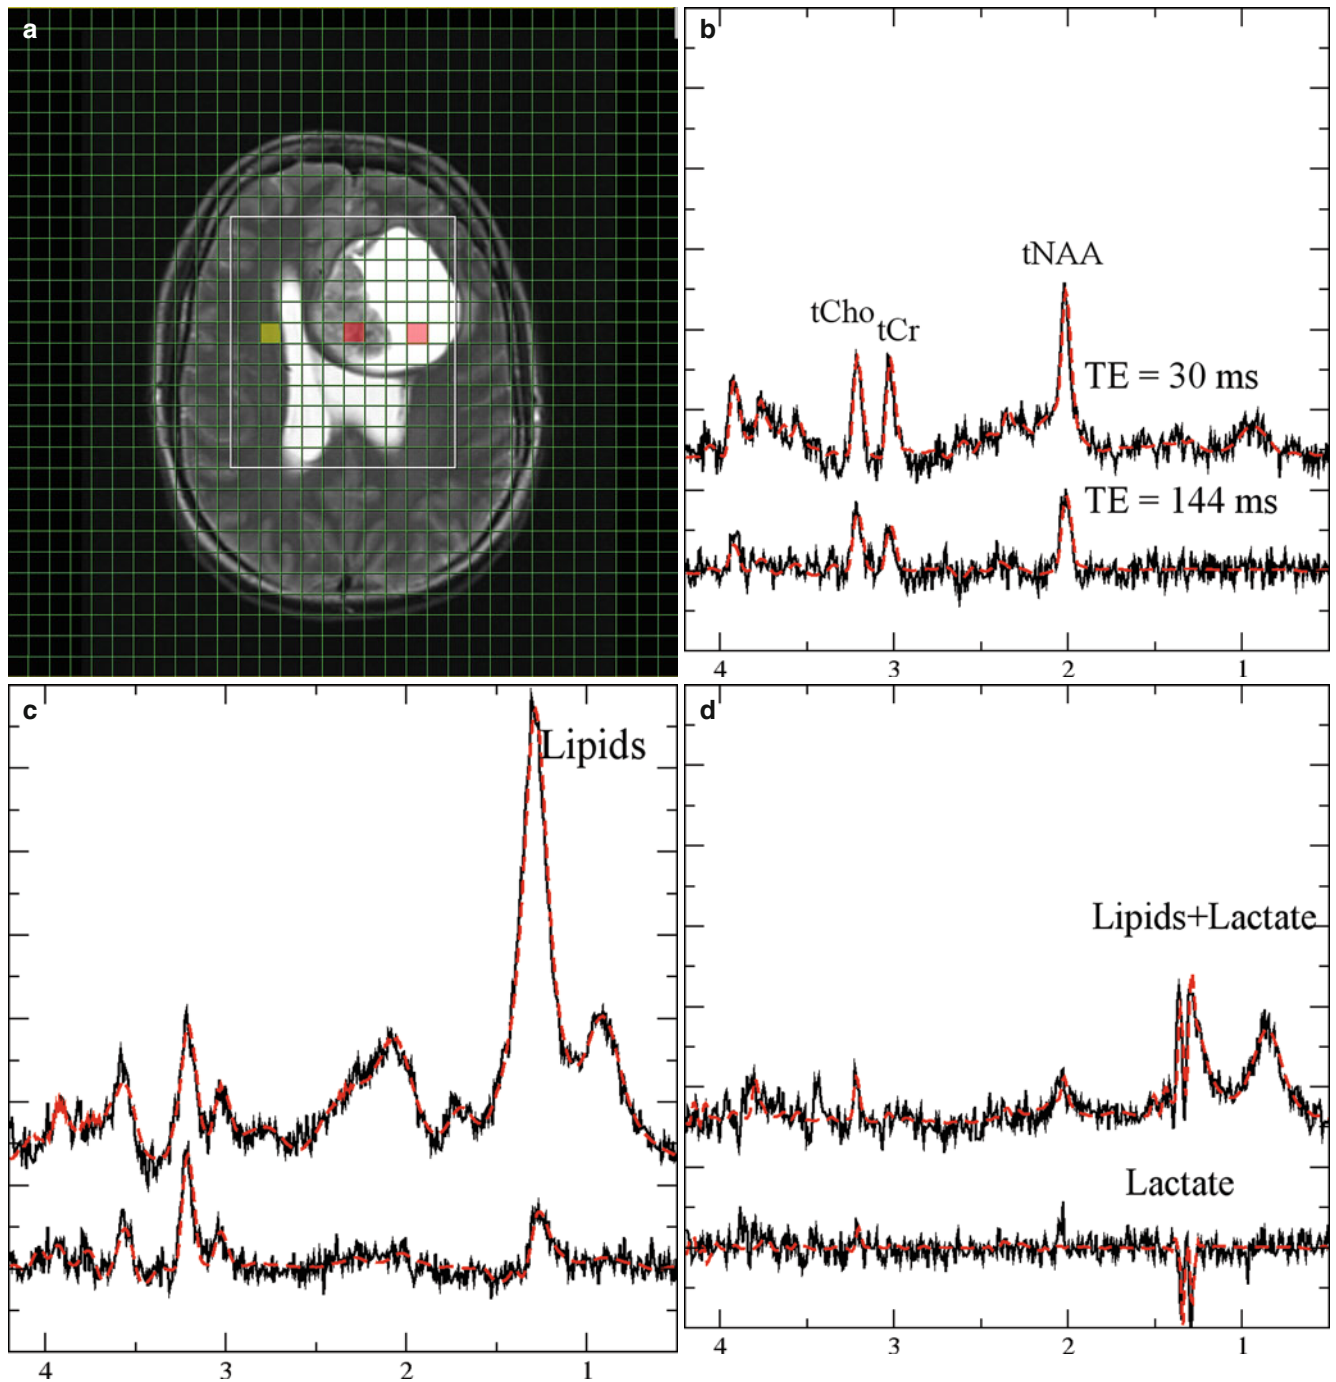 a
b
tNAA
tCho
tCr
TE = 30 ms
TE = 144 ms
4 3 2 1
c
Lipids
4 3 2 1
d
Lipids+Lactate
Lactate
4 3 2 1